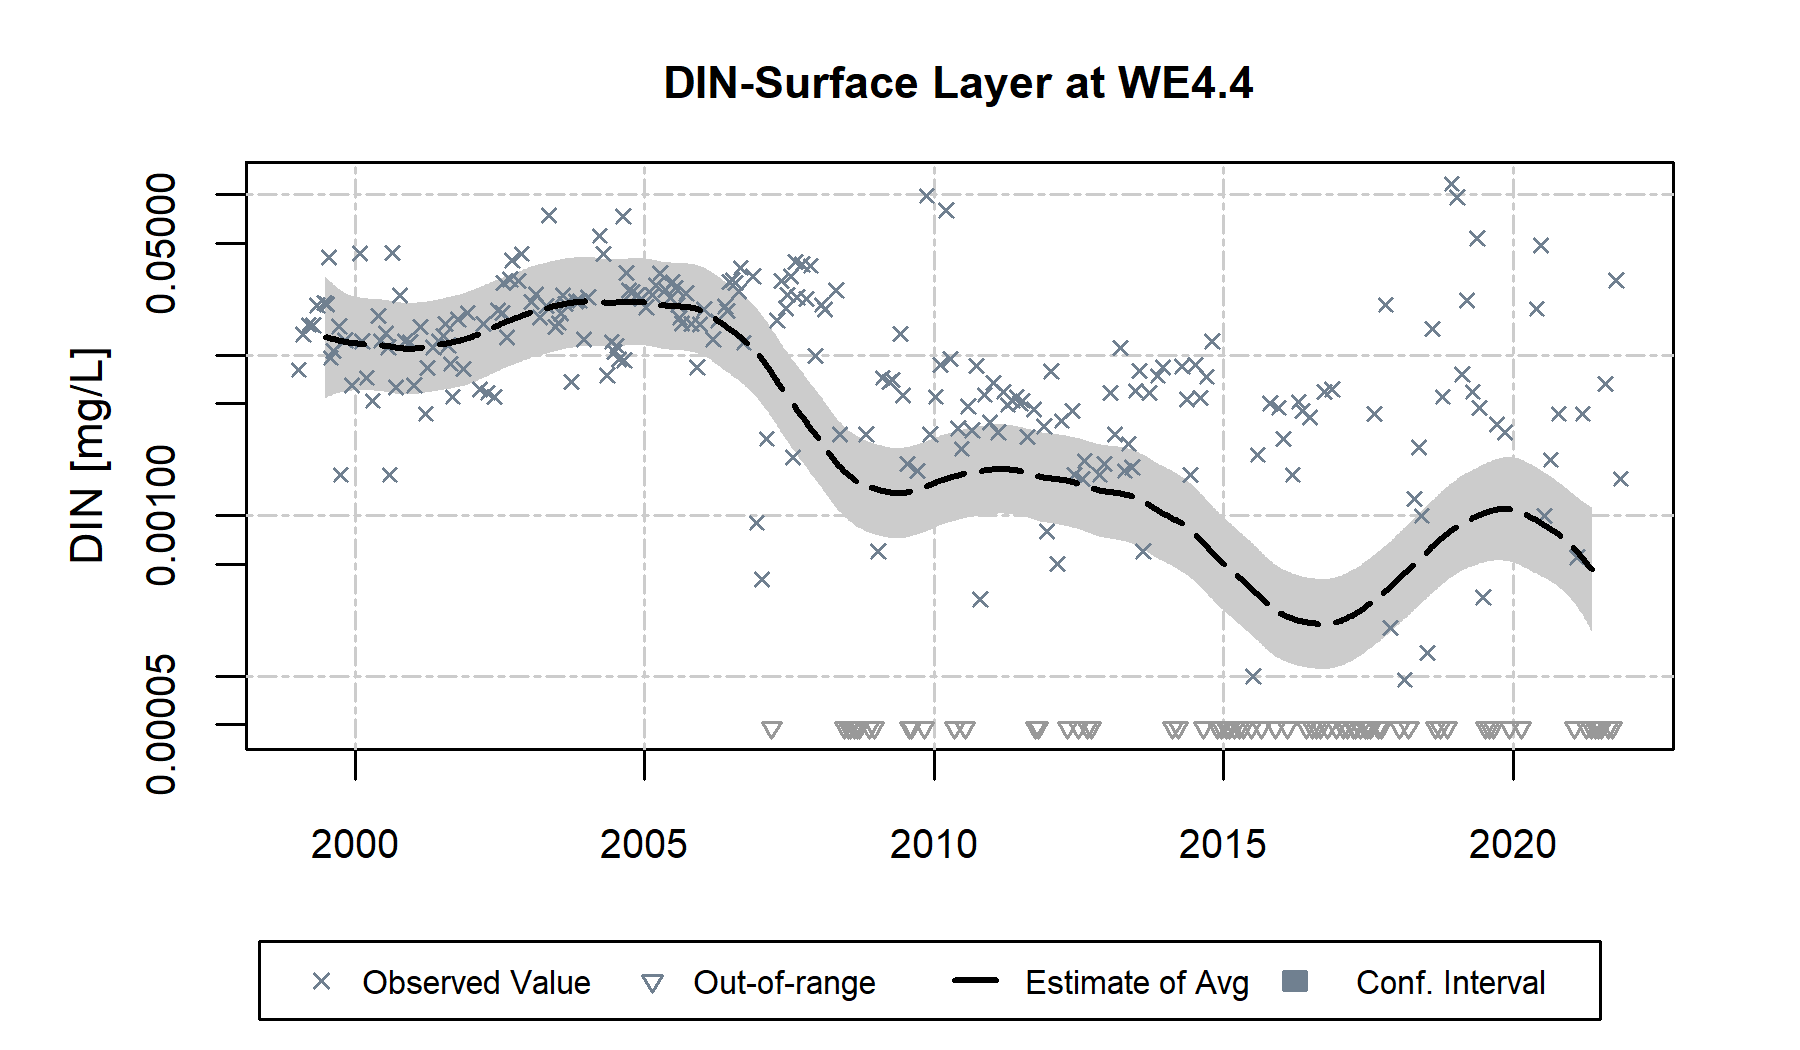 DIN-Surface Layer at WE4.4
DIN [mg/L]
0.05000
0.00100
0.00005
2000 2005 2010 2015 2020
Observed Value Out-of-range Estimate of Avg Conf. Interval